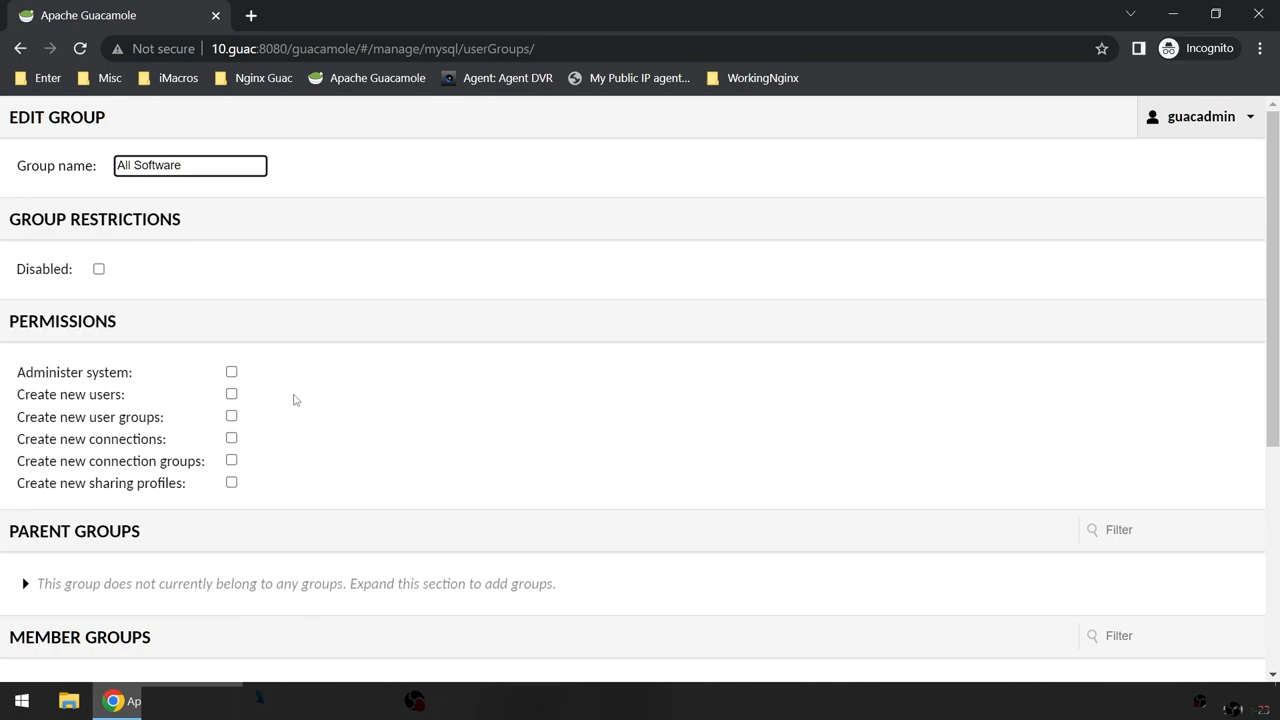 Apache Guacamole
Not secure 10.guac:8080/guacamole/#/manage/mysql/userGroups/ Incognito
Enter Misc iMacros Nginx Guac Apache Guacamole Agent: Agent DVR My Public IP agent... WorkingNginx
EDIT GROUP guacadmin
Group name: All Software
GROUP RESTRICTIONS
Disabled:
PERMISSIONS
Administer system:
Create new users:
Create new user groups:
Create new connections:
Create new connection groups:
Create new sharing profiles:
PARENT GROUPS Filter
This group does not currently belong to any groups. Expand this section to add groups.
MEMBER GROUPS Filter
Ap